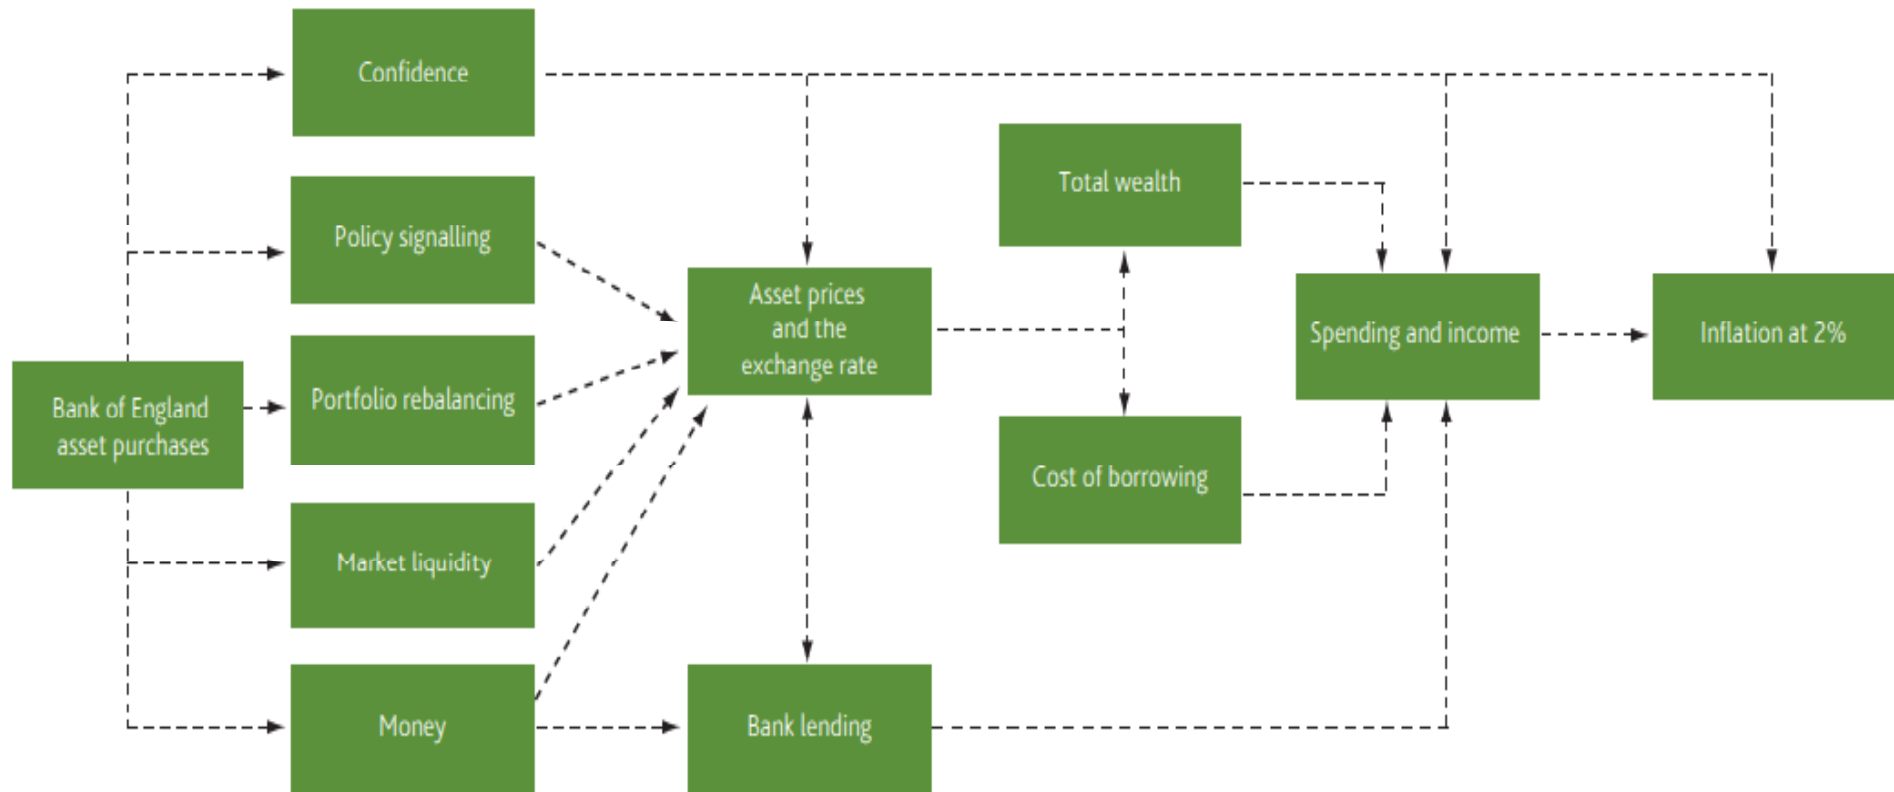 Confidence
Policy signalling
Portfolio rebalancing
Market liquidity
Money
Bank of England
asset purchases
Asset prices
and the
exchange rate
Bank lending
Total wealth
Cost of borrowing
Spending and income
Inflation at 2%